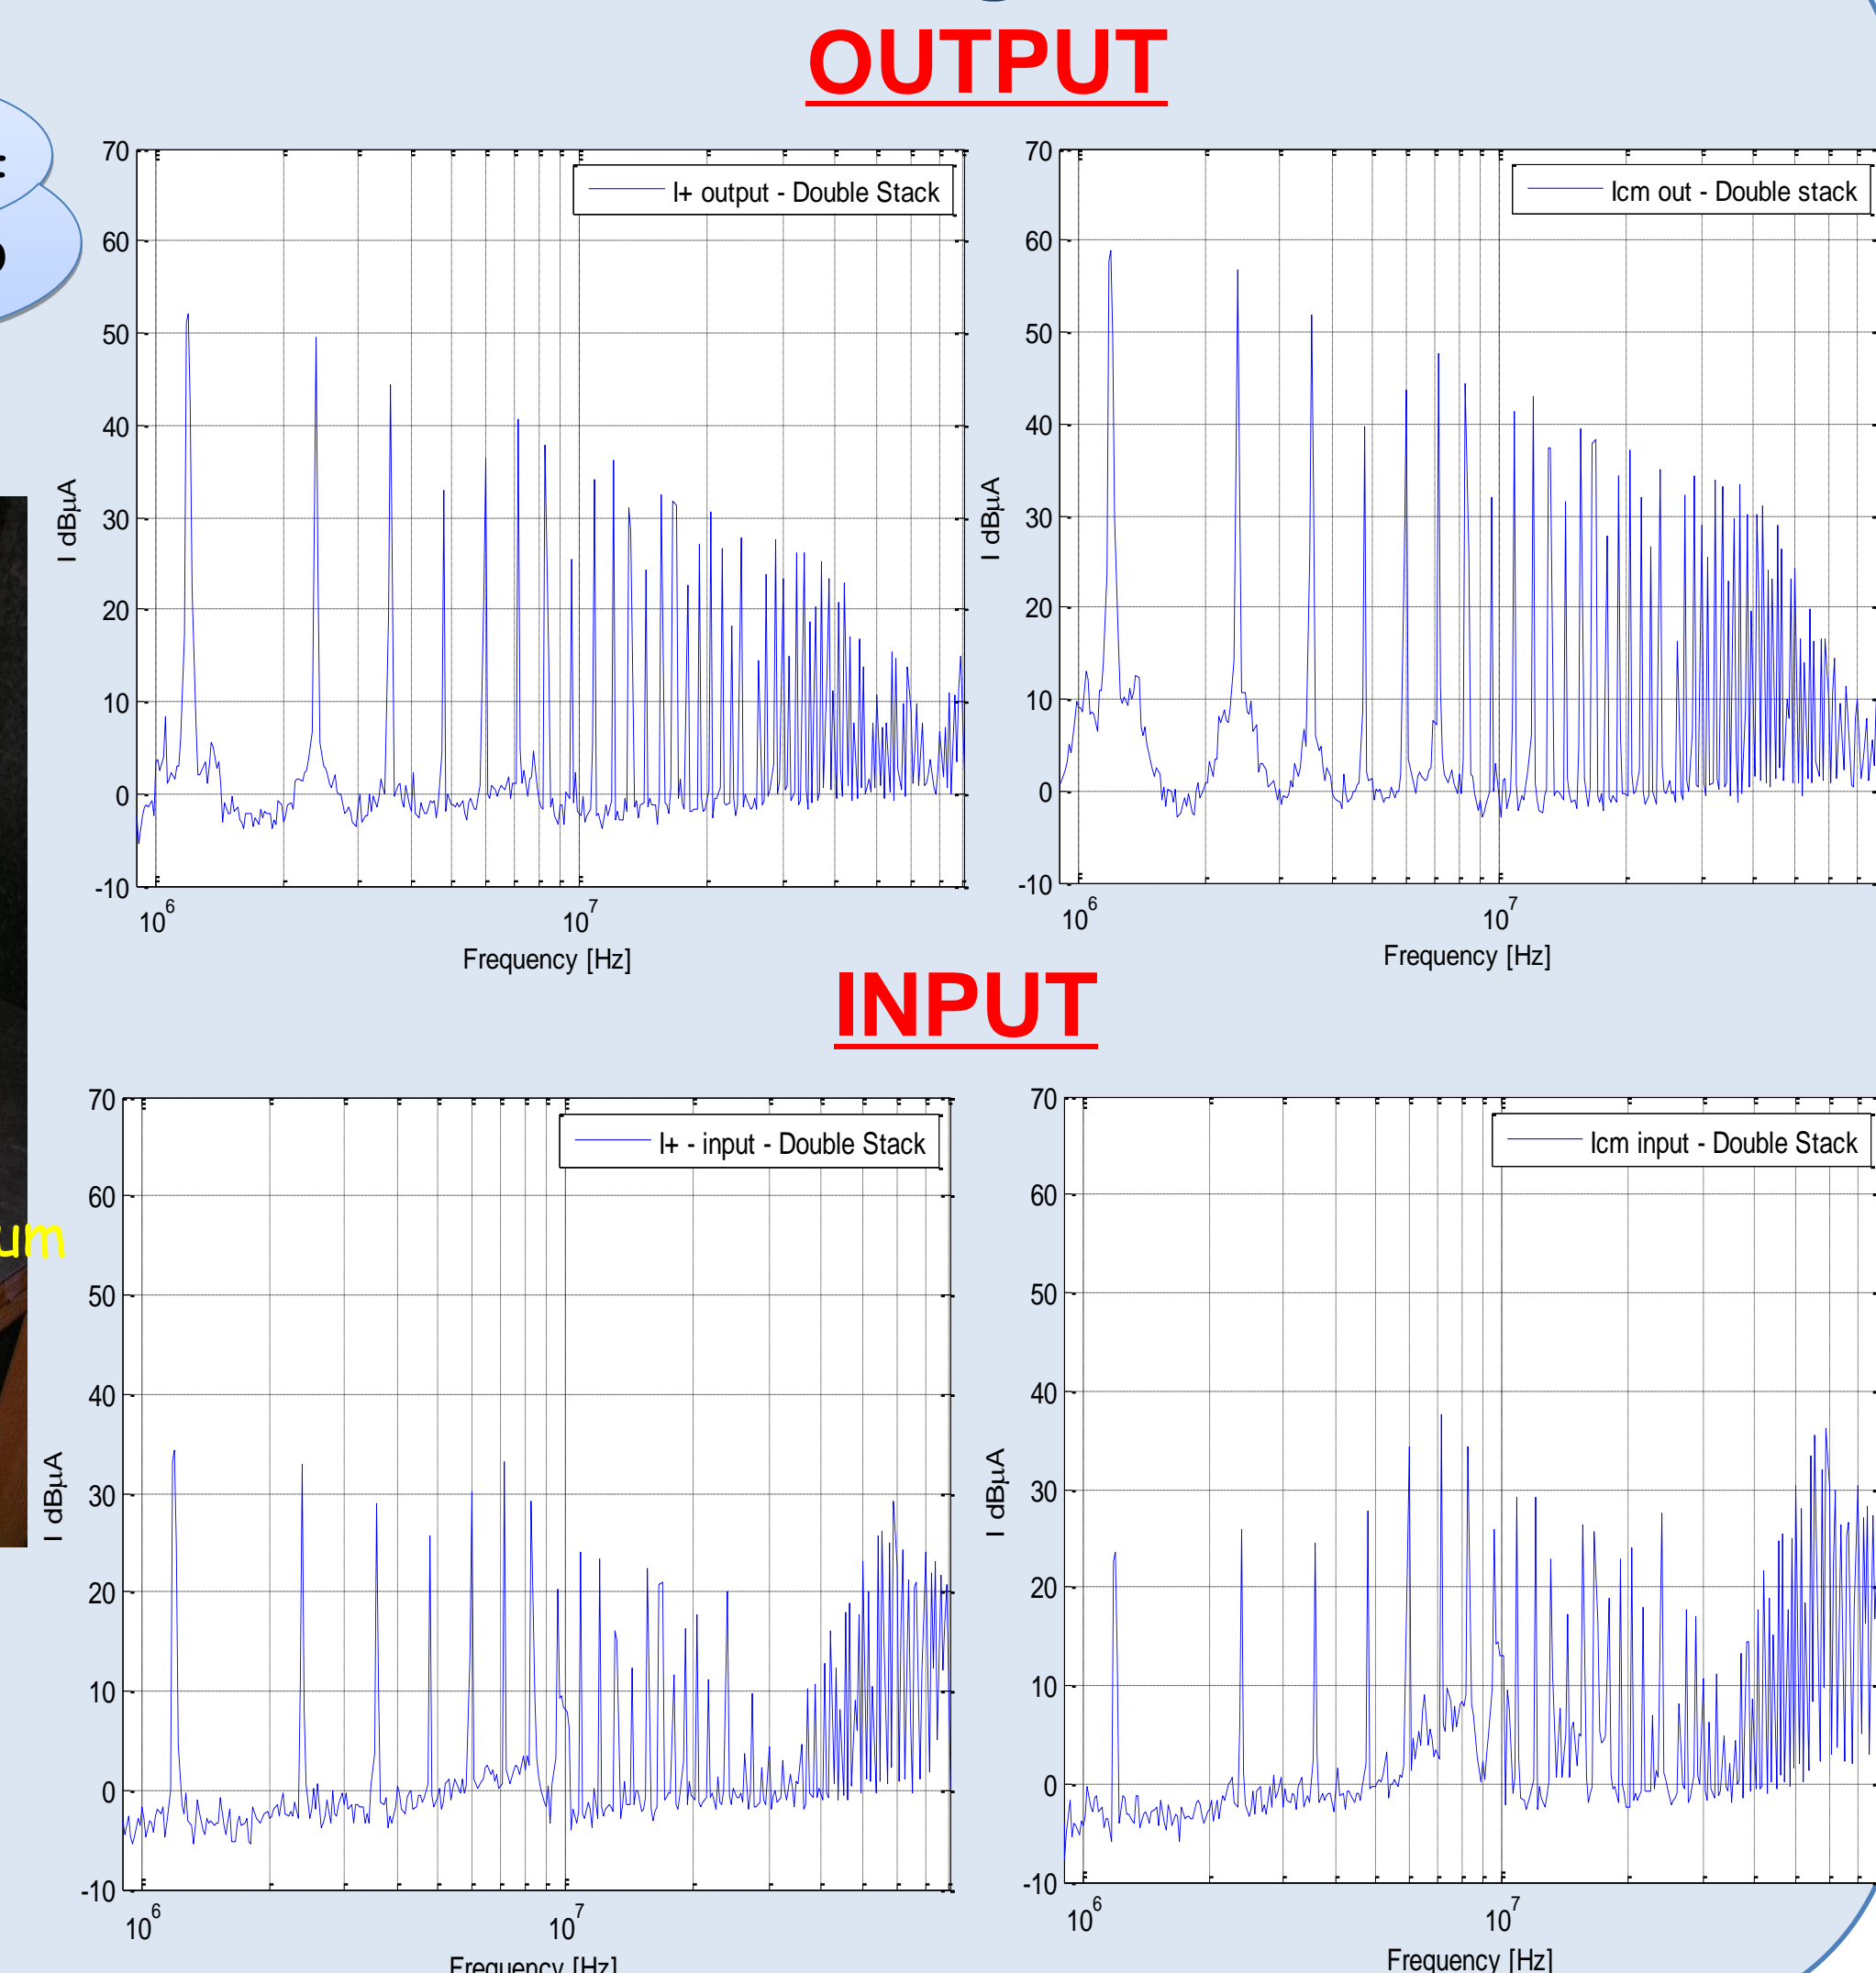 OUTPUT
70
60
50
40
30
20
10
0
-10
I dBµA
I+ output - Double Stack
10^6
10^7
Frequency [Hz]
70
60
50
40
30
20
10
0
-10
I dBµA
Icm out - Double stack
10^6
10^7
Frequency [Hz]
INPUT
70
60
50
40
30
20
10
0
-10
I dBµA
I+ - input - Double Stack
10^6
10^7
Frequency [Hz]
70
60
50
40
30
20
10
0
-10
I dBµA
Icm input - Double Stack
10^6
10^7
Frequency [Hz]
um